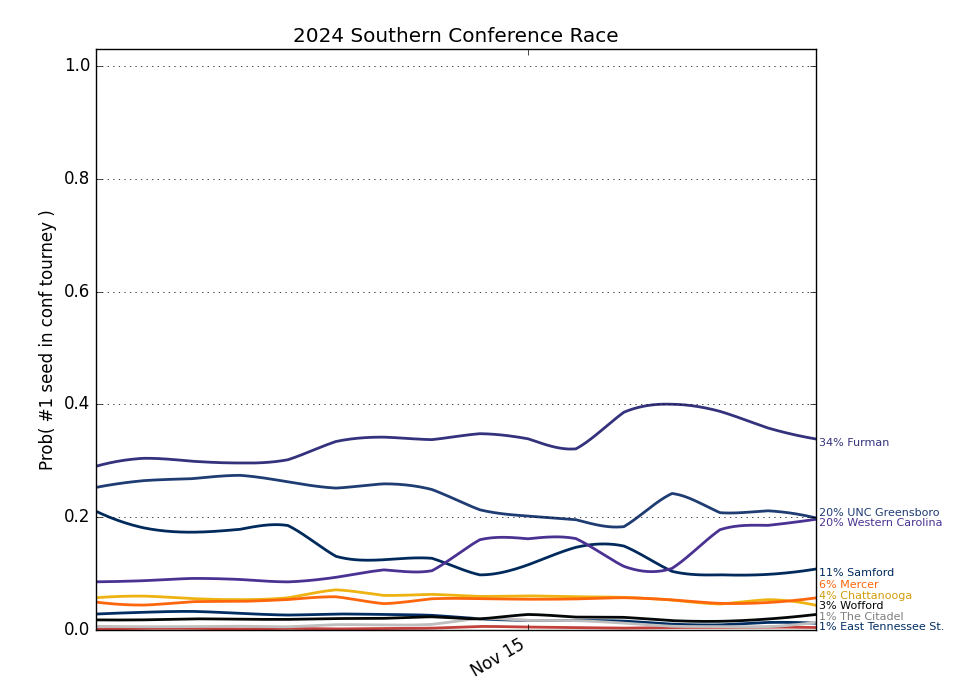 2024 Southern Conference Race
Prob( #1 seed in conf tourney )
1.0
0.8
0.6
0.4
0.2
0.0
Nov 15
34% Furman
20% UNC Greensboro
20% Western Carolina
11% Samford
6% Mercer
4% Chattanooga
3% Wofford
1% The Citadel
1% East Tennessee St.